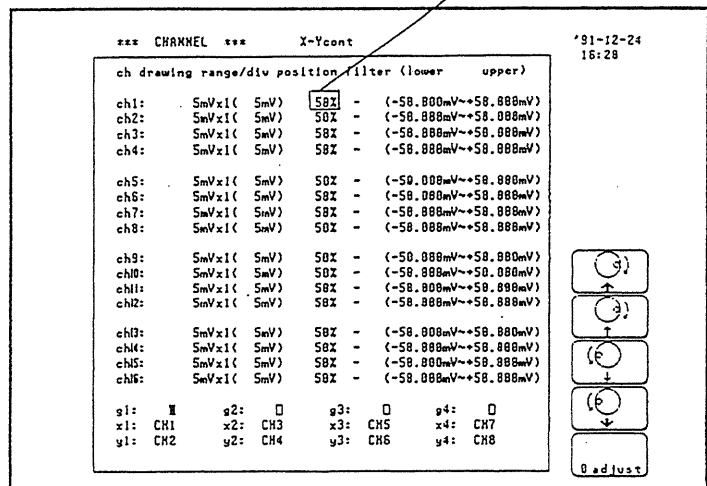 *** CHANNEL *** X-Ycont '91-12-24
16:28
ch drawing range/div position filter (lower upper)
ch1: 5mVx1( 5mV) 50% - (-50.000mV~+50.000mV)
ch2: 5mVx1( 5mV) 50% - (-50.000mV~+50.000mV)
ch3: 5mVx1( 5mV) 50% - (-50.000mV~+50.000mV)
ch4: 5mVx1( 5mV) 50% - (-50.000mV~+50.000mV)
ch5: 5mVx1( 5mV) 50% - (-50.000mV~+50.000mV)
ch6: 5mVx1( 5mV) 50% - (-50.000mV~+50.000mV)
ch7: 5mVx1( 5mV) 50% - (-50.000mV~+50.000mV)
ch8: 5mVx1( 5mV) 50% - (-50.000mV~+50.000mV)
ch9: 5mVx1( 5mV) 50% - (-50.000mV~+50.000mV)
ch10: 5mVx1( 5mV) 50% - (-50.000mV~+50.000mV)
ch11: 5mVx1( 5mV) 50% - (-50.000mV~+50.000mV)
ch12: 5mVx1( 5mV) 50% - (-50.000mV~+50.000mV)
ch13: 5mVx1( 5mV) 50% - (-50.000mV~+50.000mV)
ch14: 5mVx1( 5mV) 50% - (-50.000mV~+50.000mV)
ch15: 5mVx1( 5mV) 50% - (-50.000mV~+50.000mV)
ch16: 5mVx1( 5mV) 50% - (-50.000mV~+50.000mV)
g1: g2: g3: g4:
x1: CH1 x2: CH3 x3: CH5 x4: CH7
y1: CH2 y2: CH4 y3: CH6 y4: CH8
0 adjust